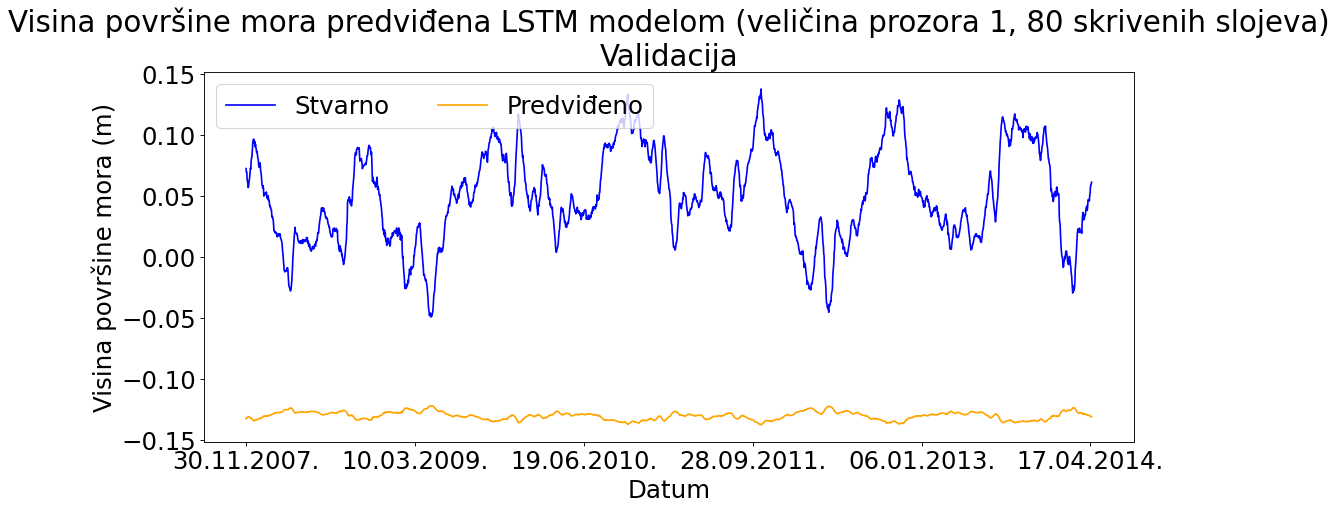 Visina površine mora predviđena LSTM modelom (veličina prozora 1, 80 skrivenih slojeva)
Validacija
Stvarno Predviđeno
Visina površine mora (m)
0.15
0.10
0.05
0.00
−0.05
−0.10
−0.15
30.11.2007. 10.03.2009. 19.06.2010. 28.09.2011. 06.01.2013. 17.04.2014.
Datum